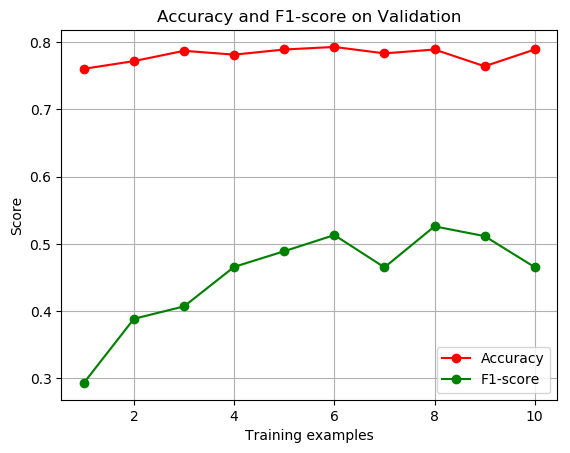 Accuracy and F1-score on Validation
0.8
0.7
0.6
0.5
0.4
0.3
Score
2
4
6
8
10
Training examples
Accuracy
F1-score